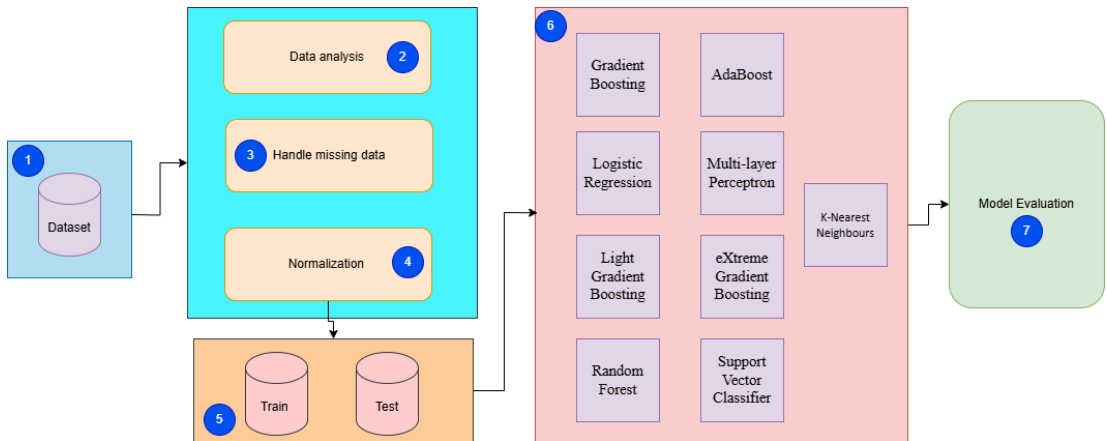 1
Dataset
Data analysis
2
3
Handle missing data
Normalization
4
5
Train
Test
6
Gradient
Boosting
AdaBoost
Logistic
Regression
Multi-layer
Perceptron
K-Nearest
Neighbours
Light
Gradient
Boosting
eXtreme
Gradient
Boosting
Random
Forest
Support
Vector
Classifier
Model Evaluation
7